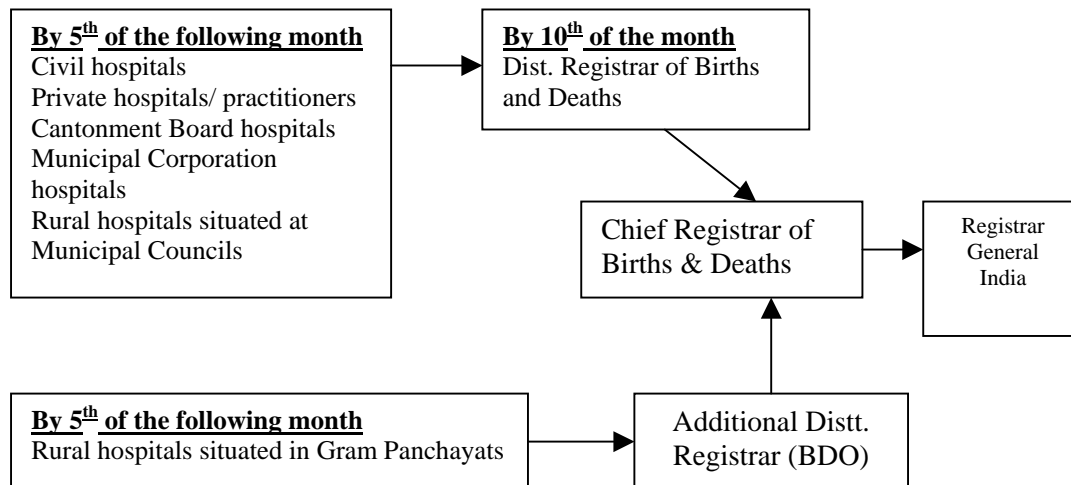 By 5th of the following month
Civil hospitals
Private hospitals/ practitioners
Cantonment Board hospitals
Municipal Corporation
hospitals
Rural hospitals situated at
Municipal Councils
By 10th of the month
Dist. Registrar of Births
and Deaths
Chief Registrar of
Births & Deaths
Registrar
General
India
By 5th of the following month
Rural hospitals situated in Gram Panchayats
Additional Distt.
Registrar (BDO)